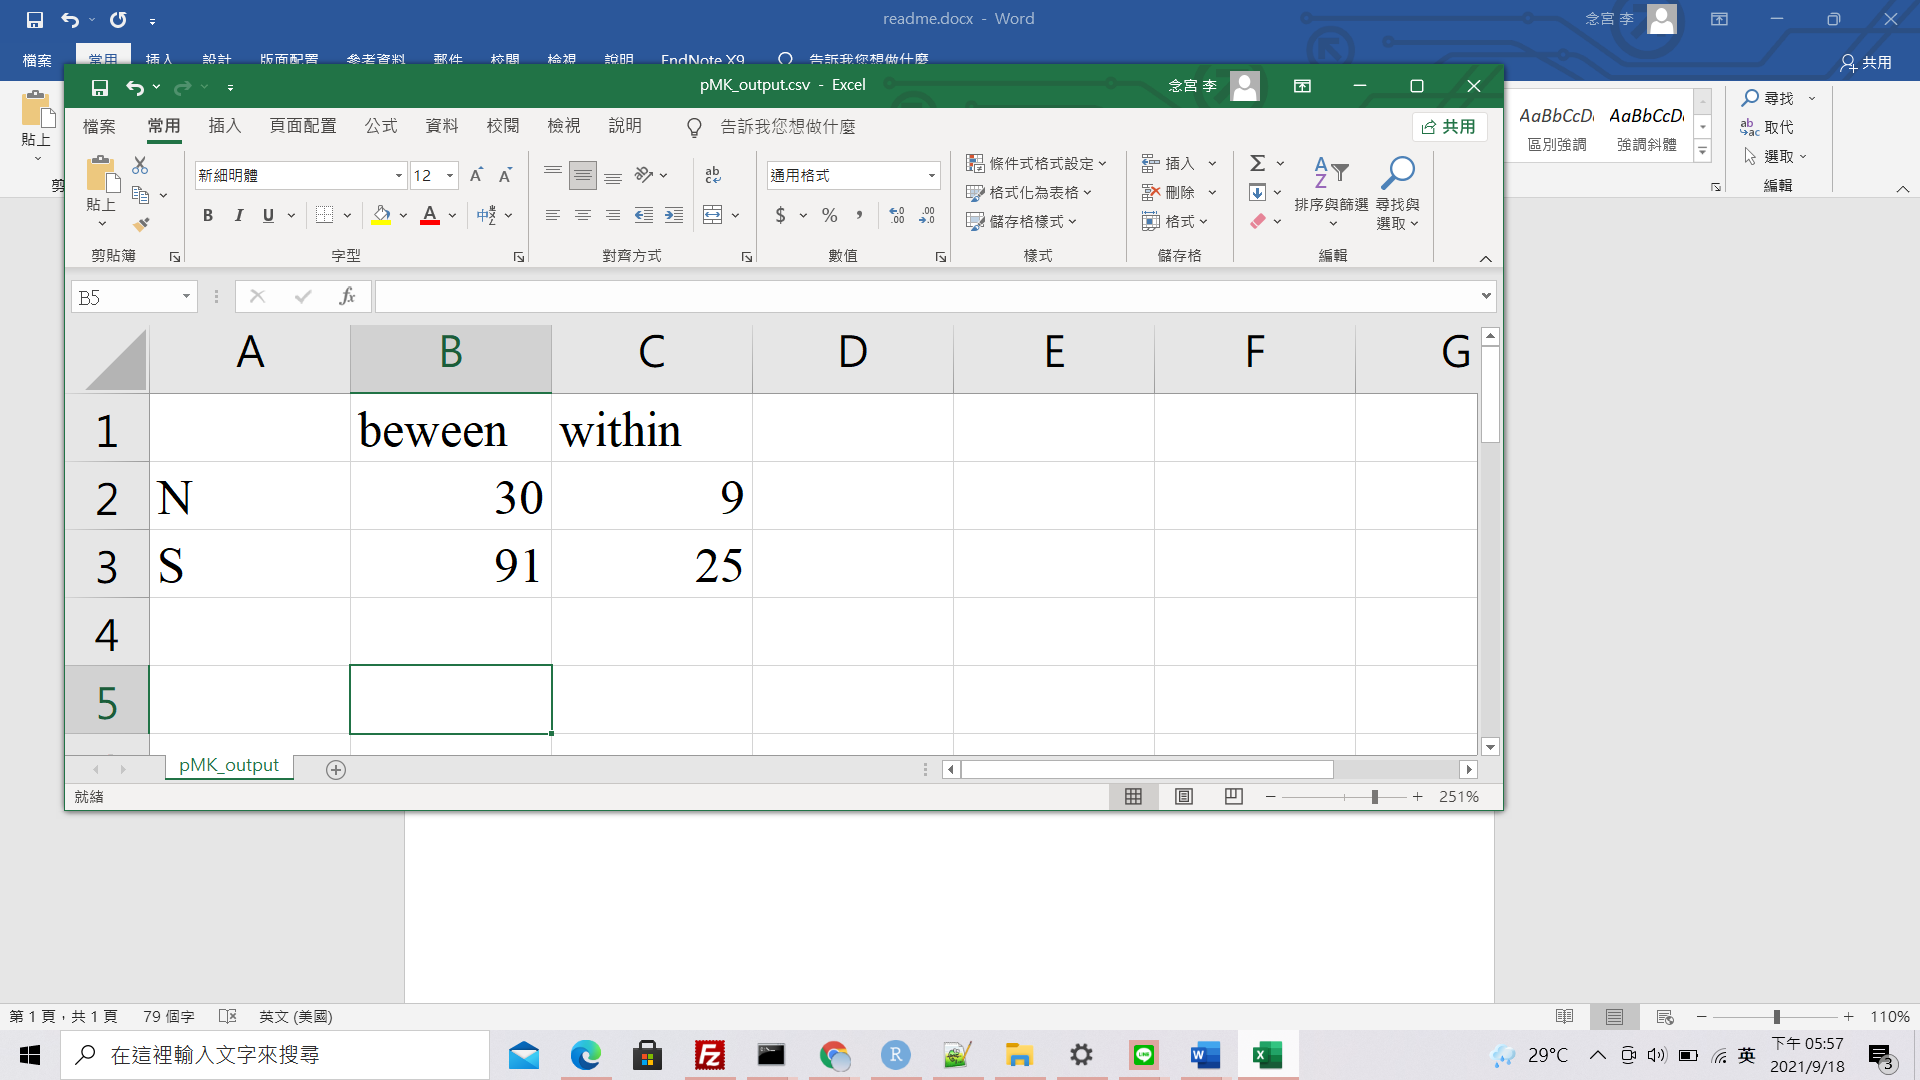 readme.docx - Word
念宮 李
檔案 常用 插入 設計 版面配置 參考資料 郵件 校閱 檢視 說明 EndNote X9 告訴我您想做什麼
共用
貼上
AaBbCcDı AaBbCcDı
區別強調 強調斜體
尋找
取代
選取
編輯
pMK_output.csv - Excel
念宮 李
檔案 常用 插入 頁面配置 公式 資料 校閱 檢視 說明 告訴我您想做什麼
共用
貼上
剪貼簿
新細明體 12
B I U
字型
對齊方式
通用格式
$ % ,
數值
條件式格式設定
格式化為表格
儲存格樣式
樣式
插入
刪除
格式
儲存格
排序與篩選
尋找與
選取
編輯
B5
fx
A B C D E F G
1 beween within
2 N 30 9
3 S 91 25
4
5
pMK_output
就緒
251%
第 1 頁，共 1 頁 79 個字 英文 (美國)
110%
在這裡輸入文字來搜尋
29°C
英
下午 05:57
2021/9/18
3